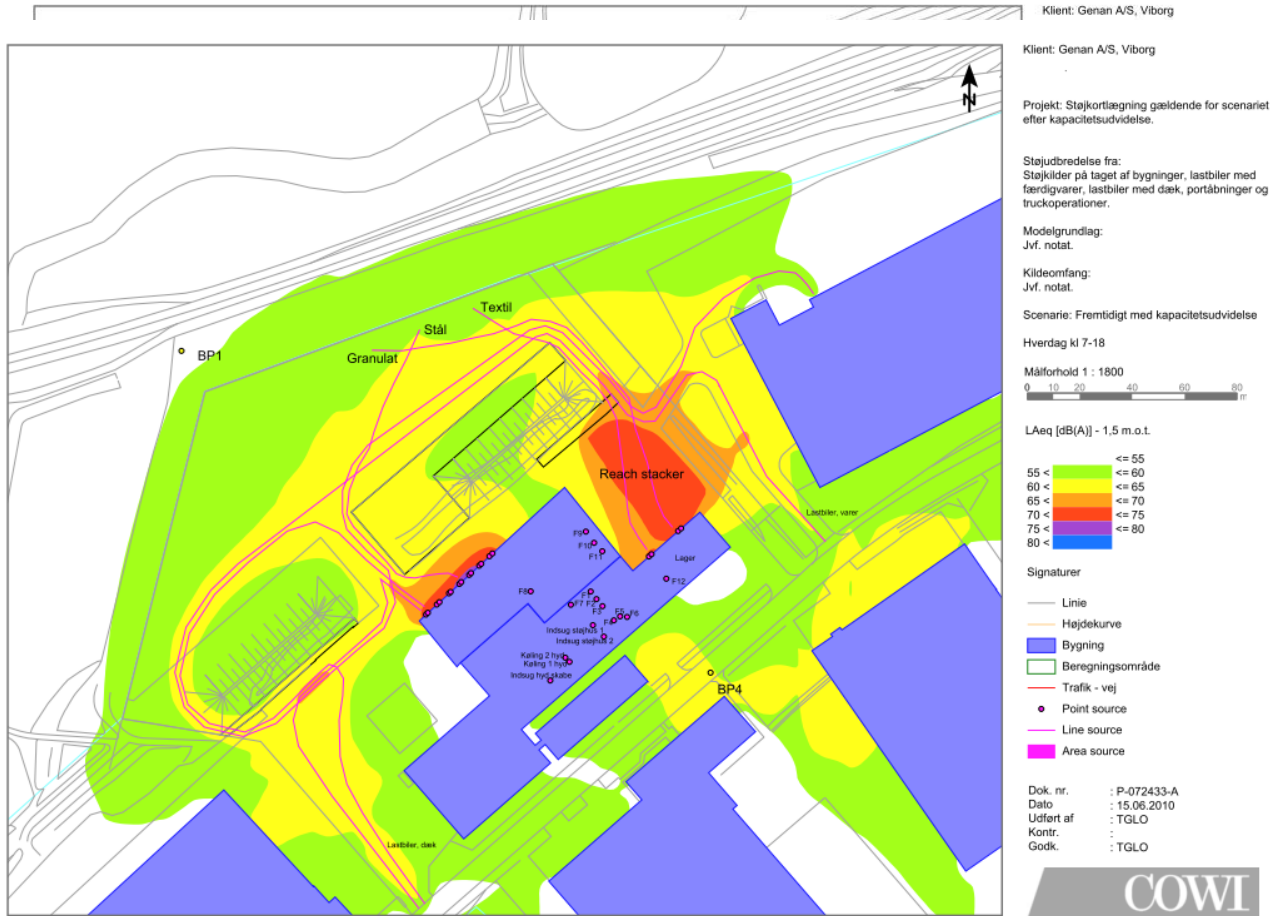 Klient: Genan A/S, Viborg
Klient: Genan A/S, Viborg
Projekt: Støjkortlægning gældende for scenariet
efter kapacitetsudvidelse.
Støjudbredelse fra:
Støjkilder på taget af bygninger, lastbiler med
færdigvarer, lastbiler med dæk, portåbninger og
truckoperationer.
Modelgrundlag:
Jvf. notat.
Kildeomfang:
Jvf. notat.
Scenarie: Fremtidigt med kapacitetsudvidelse
Hverdag kl 7-18
Målforhold 1 : 1800
0 10 20 40 60 80
m
LAeq [dB(A)] - 1,5 m.o.t.
<= 55
55 < <= 60
60 < <= 65
65 < <= 70
70 < <= 75
75 < <= 80
80 <
Signaturer
Linie
Højdekurve
Bygning
Beregningsområde
Trafik - vej
Point source
Line source
Area source
Dok. nr. : P-072433-A
Dato : 15.06.2010
Udført af : TGLO
Kontr. :
Godk. : TGLO
COWI
N
Textil
Stål
Granulat
BP1
Reach stacker
Lastbiler, varer
F9
F10
F11
Lager
F12
F8
F1
F2
F7
F3
F5
F6
F4
Indsug støjhus 1
Indsug støjhus 2
Køling 2 hyd
Køling 1 hyd
Indsug hyd skabe
BP4
Lastbiler, dæk